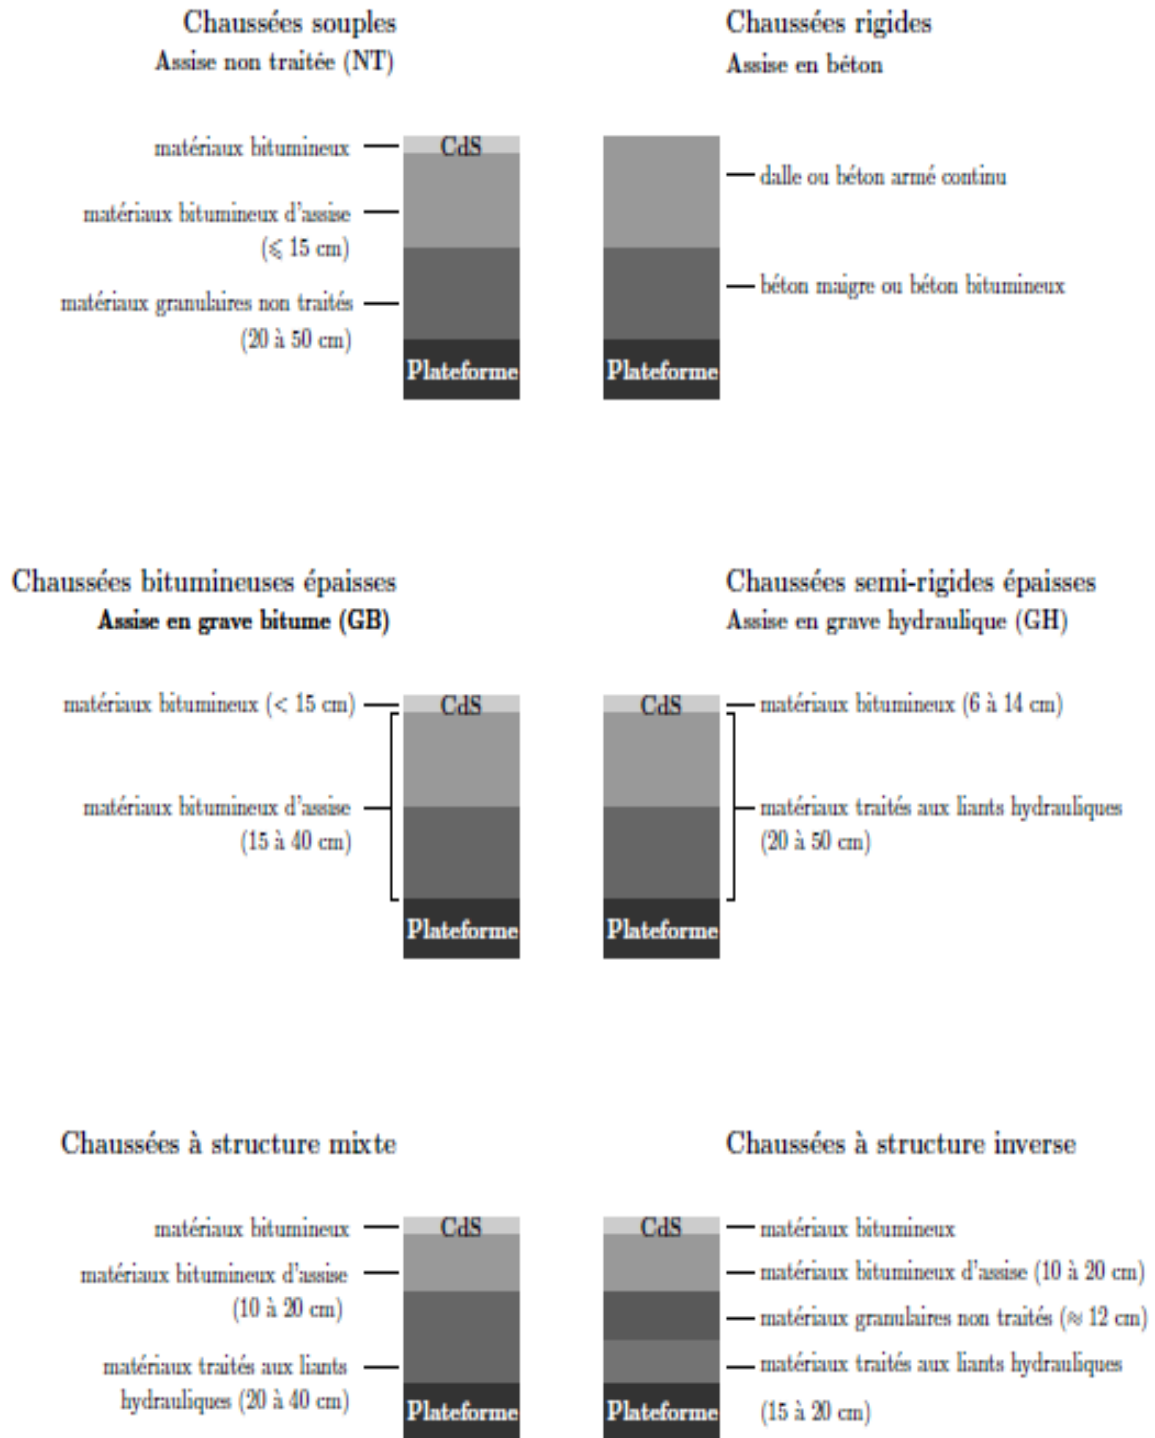 Chaussées souples
Assise non traitée (NT)
matériaux bitumineux
CdS
matériaux bitumineux d'assise
(⩽ 15 cm)
matériaux granulaires non traités
(20 à 50 cm)
Plateforme
Chaussées rigides
Assise en béton
dalle ou béton armé continu
béton maigre ou béton bitumineux
Plateforme
Chaussées bitumineuses épaisses
Assise en grave bitume (GB)
matériaux bitumineux (< 15 cm)
CdS
matériaux bitumineux d'assise
(15 à 40 cm)
Plateforme
Chaussées semi-rigides épaisses
Assise en grave hydraulique (GH)
CdS
matériaux bitumineux (6 à 14 cm)
matériaux traités aux liants hydrauliques
(20 à 50 cm)
Plateforme
Chaussées à structure mixte
matériaux bitumineux
CdS
matériaux bitumineux d'assise
(10 à 20 cm)
matériaux traités aux liants
hydrauliques (20 à 40 cm)
Plateforme
Chaussées à structure inverse
CdS
matériaux bitumineux
matériaux bitumineux d'assise (10 à 20 cm)
matériaux granulaires non traités (≈ 12 cm)
matériaux traités aux liants hydrauliques
(15 à 20 cm)
Plateforme